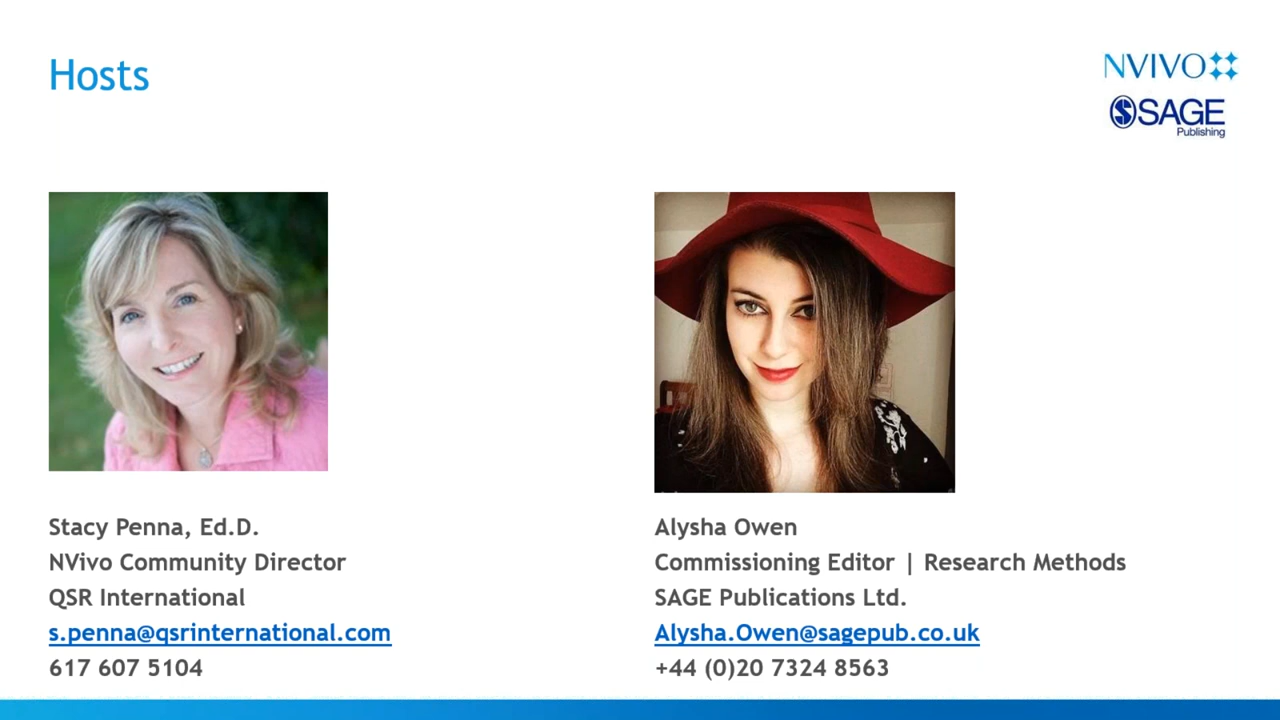 Hosts
NVIVO
SAGE
Publishing
Stacy Penna, Ed.D.
NVivo Community Director
QSR International
s.penna@qsrinternational.com
617 607 5104
Alysha Owen
Commissioning Editor | Research Methods
SAGE Publications Ltd.
Alysha.Owen@sagepub.co.uk
+44 (0)20 7324 8563